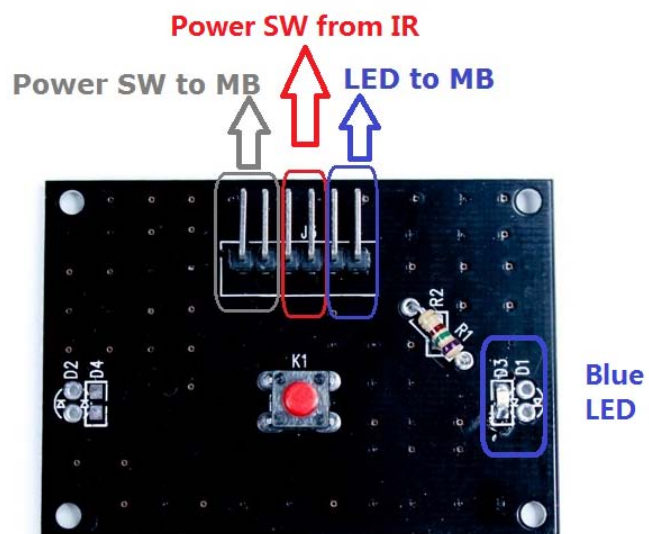 Power SW from IR
Power SW to MB
LED to MB
J3
R2
R1
K1
D2
D4
D3
D1
Blue
LED